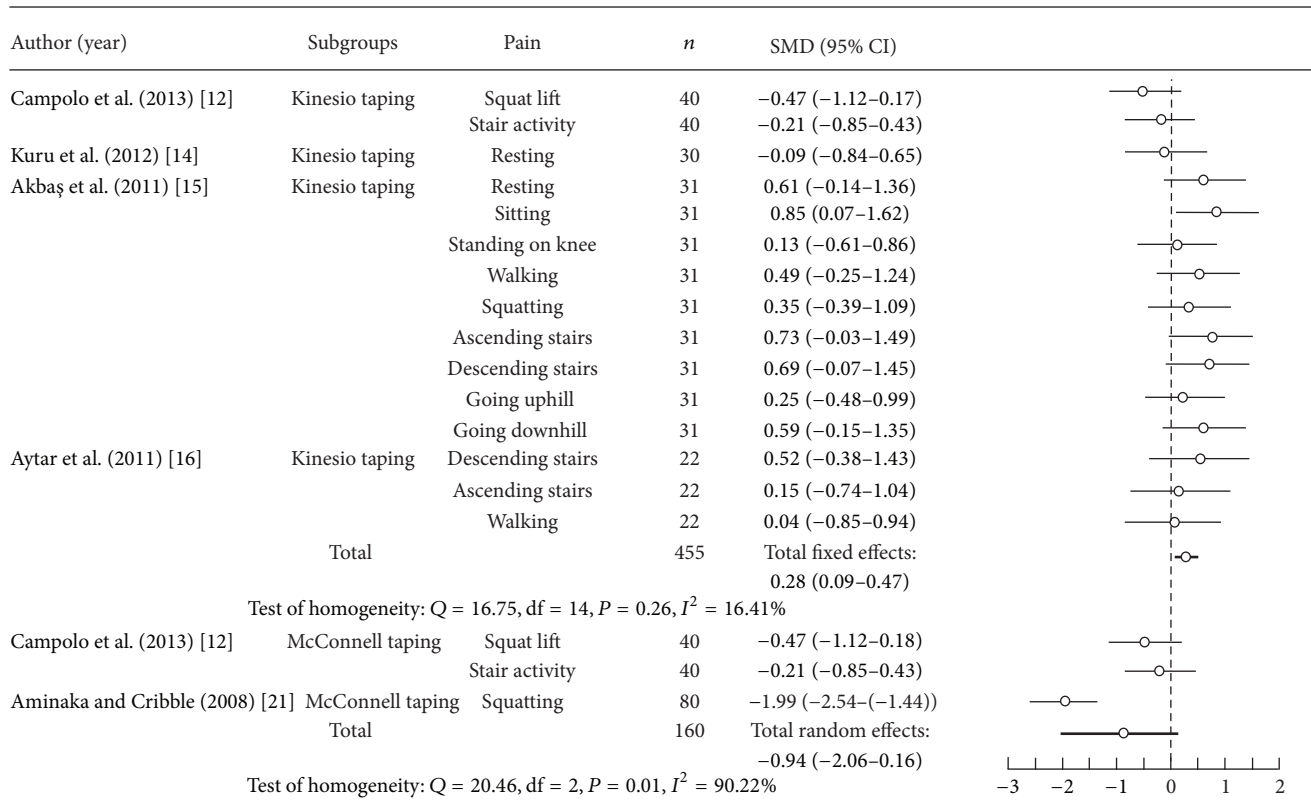 Author (year) Subgroups Pain n SMD (95% CI)
Campolo et al. (2013) [12] Kinesio taping Squat lift 40 −0.47 (−1.12–0.17)
Stair activity 40 −0.21 (−0.85–0.43)
Kuru et al. (2012) [14] Kinesio taping Resting 30 −0.09 (−0.84–0.65)
Akbaş et al. (2011) [15] Kinesio taping Resting 31 0.61 (−0.14–1.36)
Sitting 31 0.85 (0.07–1.62)
Standing on knee 31 0.13 (−0.61–0.86)
Walking 31 0.49 (−0.25–1.24)
Squatting 31 0.35 (−0.39–1.09)
Ascending stairs 31 0.73 (−0.03–1.49)
Descending stairs 31 0.69 (−0.07–1.45)
Going uphill 31 0.25 (−0.48–0.99)
Going downhill 31 0.59 (−0.15–1.35)
Aytar et al. (2011) [16] Kinesio taping Descending stairs 22 0.52 (−0.38–1.43)
Ascending stairs 22 0.15 (−0.74–1.04)
Walking 22 0.04 (−0.85–0.94)
Total 455 Total fixed effects:
0.28 (0.09–0.47)
Test of homogeneity: Q = 16.75, df = 14, P = 0.26, I² = 16.41%
Campolo et al. (2013) [12] McConnell taping Squat lift 40 −0.47 (−1.12–0.18)
Stair activity 40 −0.21 (−0.85–0.43)
Aminaka and Cribble (2008) [21] McConnell taping Squatting 80 −1.99 (−2.54–(−1.44))
Total 160 Total random effects:
−0.94 (−2.06–0.16)
Test of homogeneity: Q = 20.46, df = 2, P = 0.01, I² = 90.22%
−3 −2 −1 0 1 2